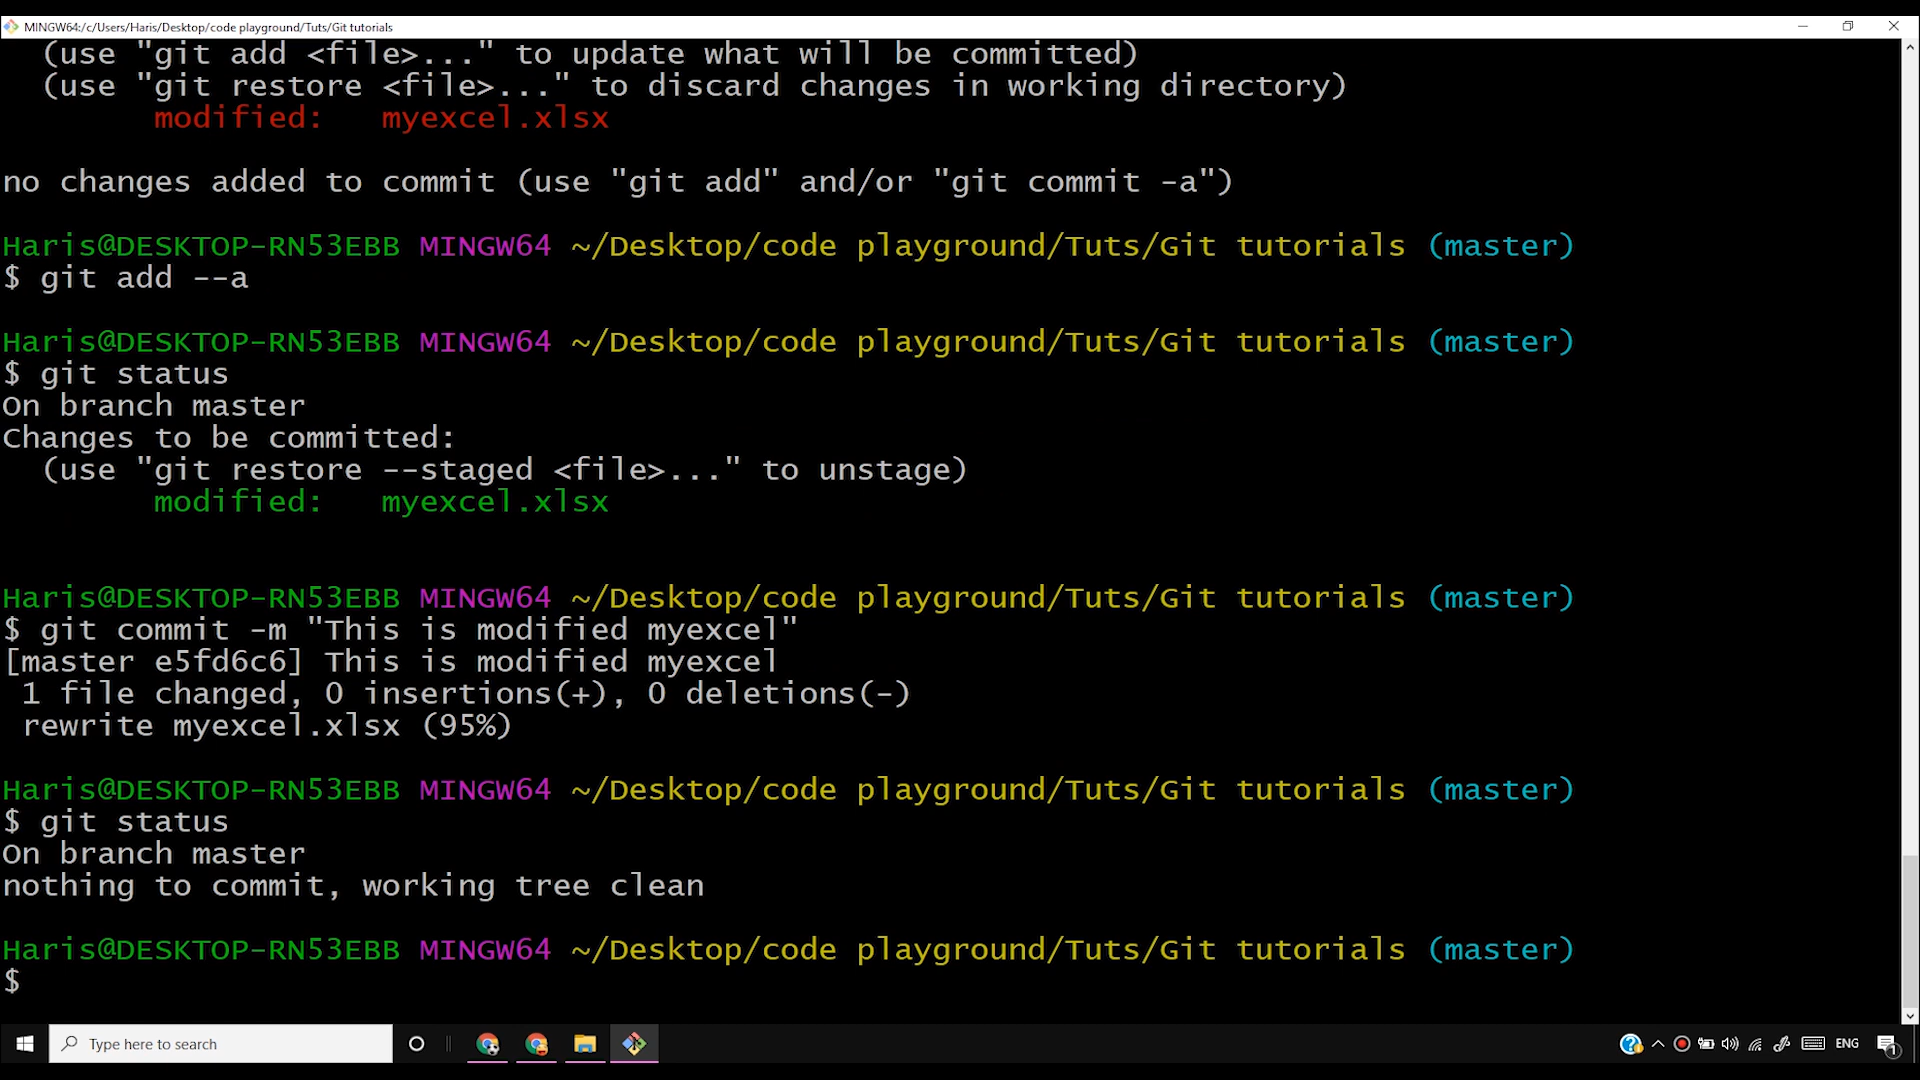 MINGW64:/c/Users/Haris/Desktop/code playground/Tuts/Git tutorials
(use "git add <file>..." to update what will be committed)
(use "git restore <file>..." to discard changes in working directory)
modified:   myexcel.xlsx
no changes added to commit (use "git add" and/or "git commit -a")
Haris@DESKTOP-RN53EBB MINGW64 ~/Desktop/code playground/Tuts/Git tutorials (master)
$ git add --a
Haris@DESKTOP-RN53EBB MINGW64 ~/Desktop/code playground/Tuts/Git tutorials (master)
$ git status
On branch master
Changes to be committed:
(use "git restore --staged <file>..." to unstage)
modified:   myexcel.xlsx
Haris@DESKTOP-RN53EBB MINGW64 ~/Desktop/code playground/Tuts/Git tutorials (master)
$ git commit -m "This is modified myexcel"
[master e5fd6c6] This is modified myexcel
1 file changed, 0 insertions(+), 0 deletions(-)
rewrite myexcel.xlsx (95%)
Haris@DESKTOP-RN53EBB MINGW64 ~/Desktop/code playground/Tuts/Git tutorials (master)
$ git status
On branch master
nothing to commit, working tree clean
Haris@DESKTOP-RN53EBB MINGW64 ~/Desktop/code playground/Tuts/Git tutorials (master)
$
Type here to search
ENG
1